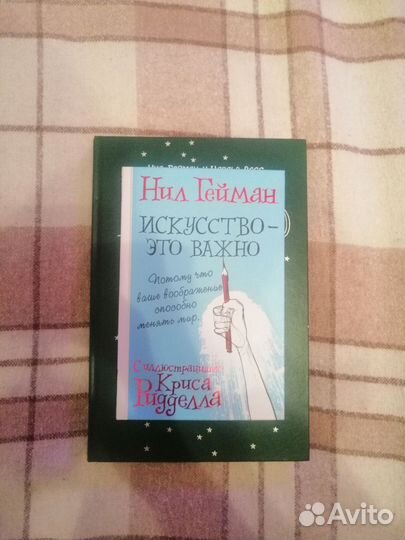 Нил Гейман
ИСКУССТВО –
ЭТО ВАЖНО
Потому что
ваше воображение
способно
менять мир...
С иллюстрациями
Криса
Ридделла
Avito